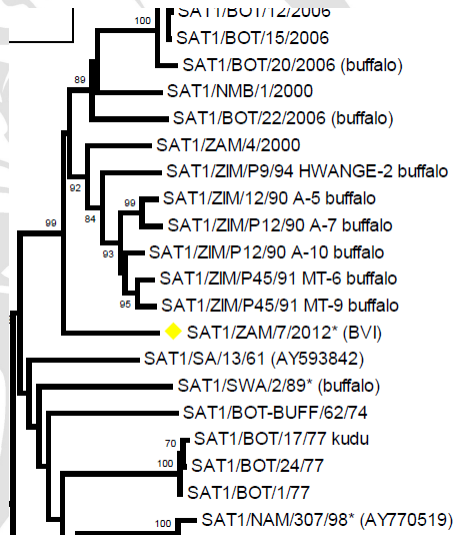 SAT1/BOT/12/2006
100
SAT1/BOT/15/2006
SAT1/BOT/20/2006 (buffalo)
89
SAT1/NMB/1/2000
SAT1/BOT/22/2006 (buffalo)
SAT1/ZAM/4/2000
SAT1/ZIM/P9/94 HWANGE-2 buffalo
92
99
SAT1/ZIM/12/90 A-5 buffalo
84
99
SAT1/ZIM/P12/90 A-7 buffalo
93
SAT1/ZIM/P12/90 A-10 buffalo
SAT1/ZIM/P45/91 MT-6 buffalo
95
SAT1/ZIM/P45/91 MT-9 buffalo
SAT1/ZAM/7/2012* (BVI)
SAT1/SA/13/61 (AY593842)
SAT1/SWA/2/89* (buffalo)
SAT1/BOT-BUFF/62/74
70
SAT1/BOT/17/77 kudu
100
SAT1/BOT/24/77
SAT1/BOT/1/77
100
SAT1/NAM/307/98* (AY770519)